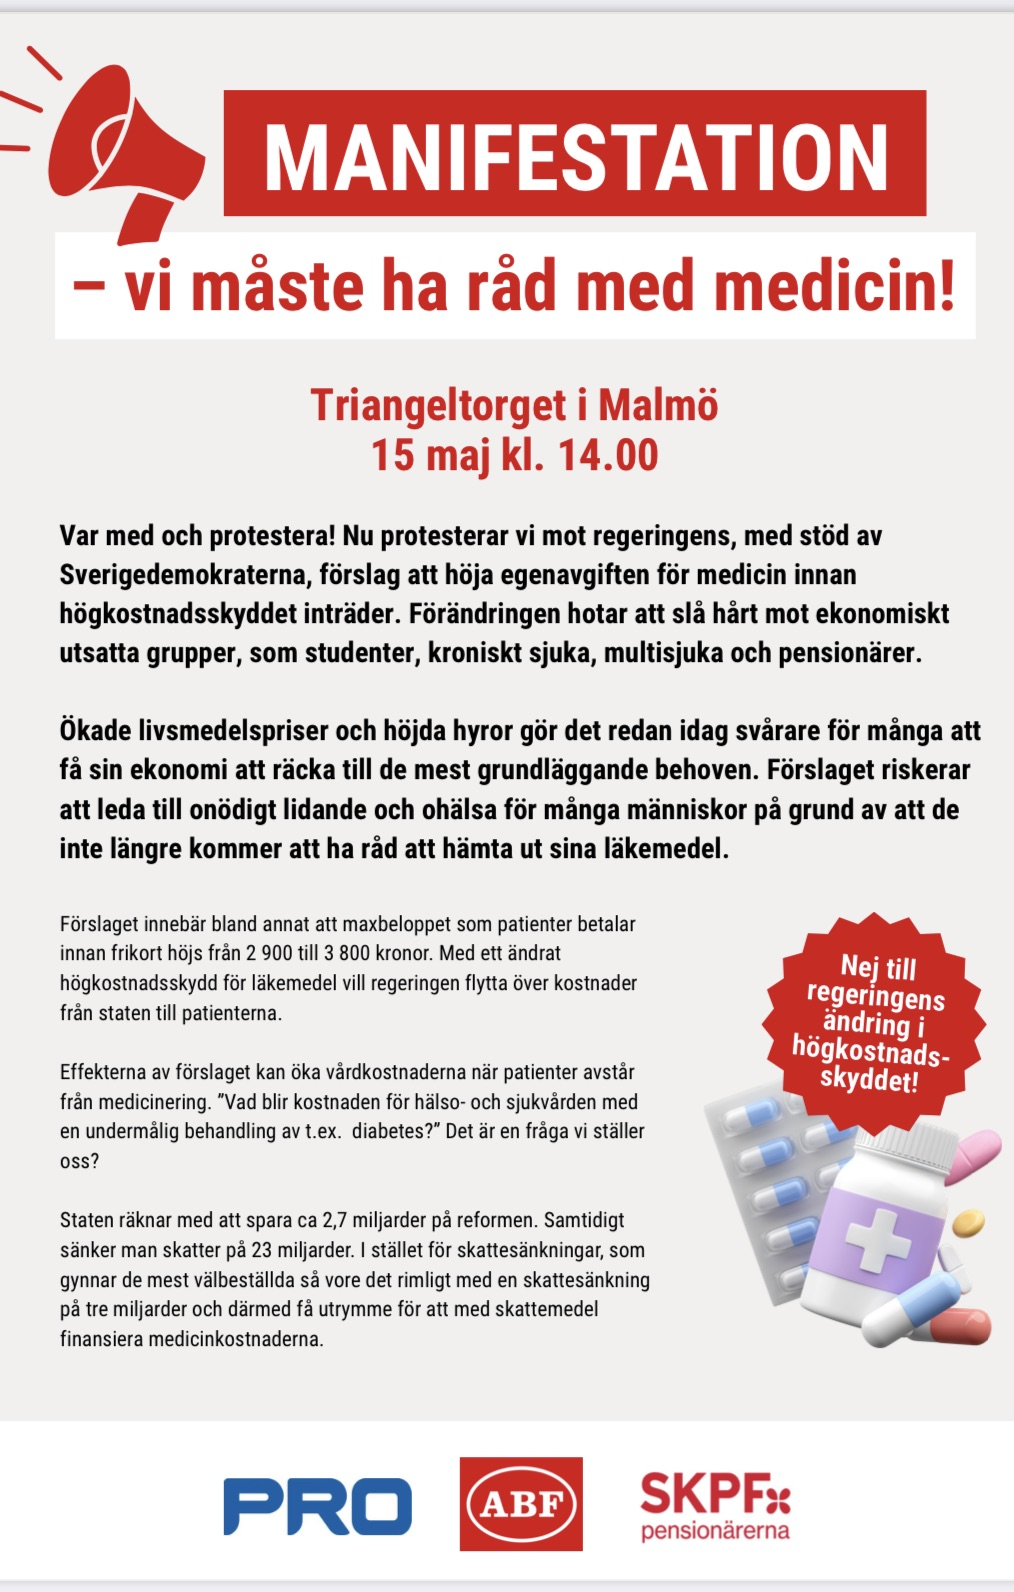 MANIFESTATION
– vi måste ha råd med medicin!
Triangeltorget i Malmö
15 maj kl. 14.00
Var med och protestera! Nu protesterar vi mot regeringens, med stöd av
Sverigedemokraterna, förslag att höja egenavgiften för medicin innan
högkostnadsskyddet inträder. Förändringen hotar att slå hårt mot ekonomiskt
utsatta grupper, som studenter, kroniskt sjuka, multisjuka och pensionärer.
Ökade livsmedelspriser och höjda hyror gör det redan idag svårare för många att
få sin ekonomi att räcka till de mest grundläggande behoven. Förslaget riskerar
att leda till onödigt lidande och ohälsa för många människor på grund av att de
inte längre kommer att ha råd att hämta ut sina läkemedel.
Förslaget innebär bland annat att maxbeloppet som patienter betalar
innan frikort höjs från 2 900 till 3 800 kronor. Med ett ändrat
högkostnadsskydd för läkemedel vill regeringen flytta över kostnader
från staten till patienterna.
Effekterna av förslaget kan öka vårdkostnaderna när patienter avstår
från medicinering. ”Vad blir kostnaden för hälso- och sjukvården med
en undermålig behandling av t.ex. diabetes?” Det är en fråga vi ställer
oss?
Staten räknar med att spara ca 2,7 miljarder på reformen. Samtidigt
sänker man skatter på 23 miljarder. I stället för skattesänkningar, som
gynnar de mest välbeställda så vore det rimligt med en skattesänkning
på tre miljarder och därmed få utrymme för att med skattemedel
finansiera medicinkostnaderna.
Nej till
regeringens
ändring i
högkostnads-
skyddet!
PRO
ABF
SKPF
pensionärerna